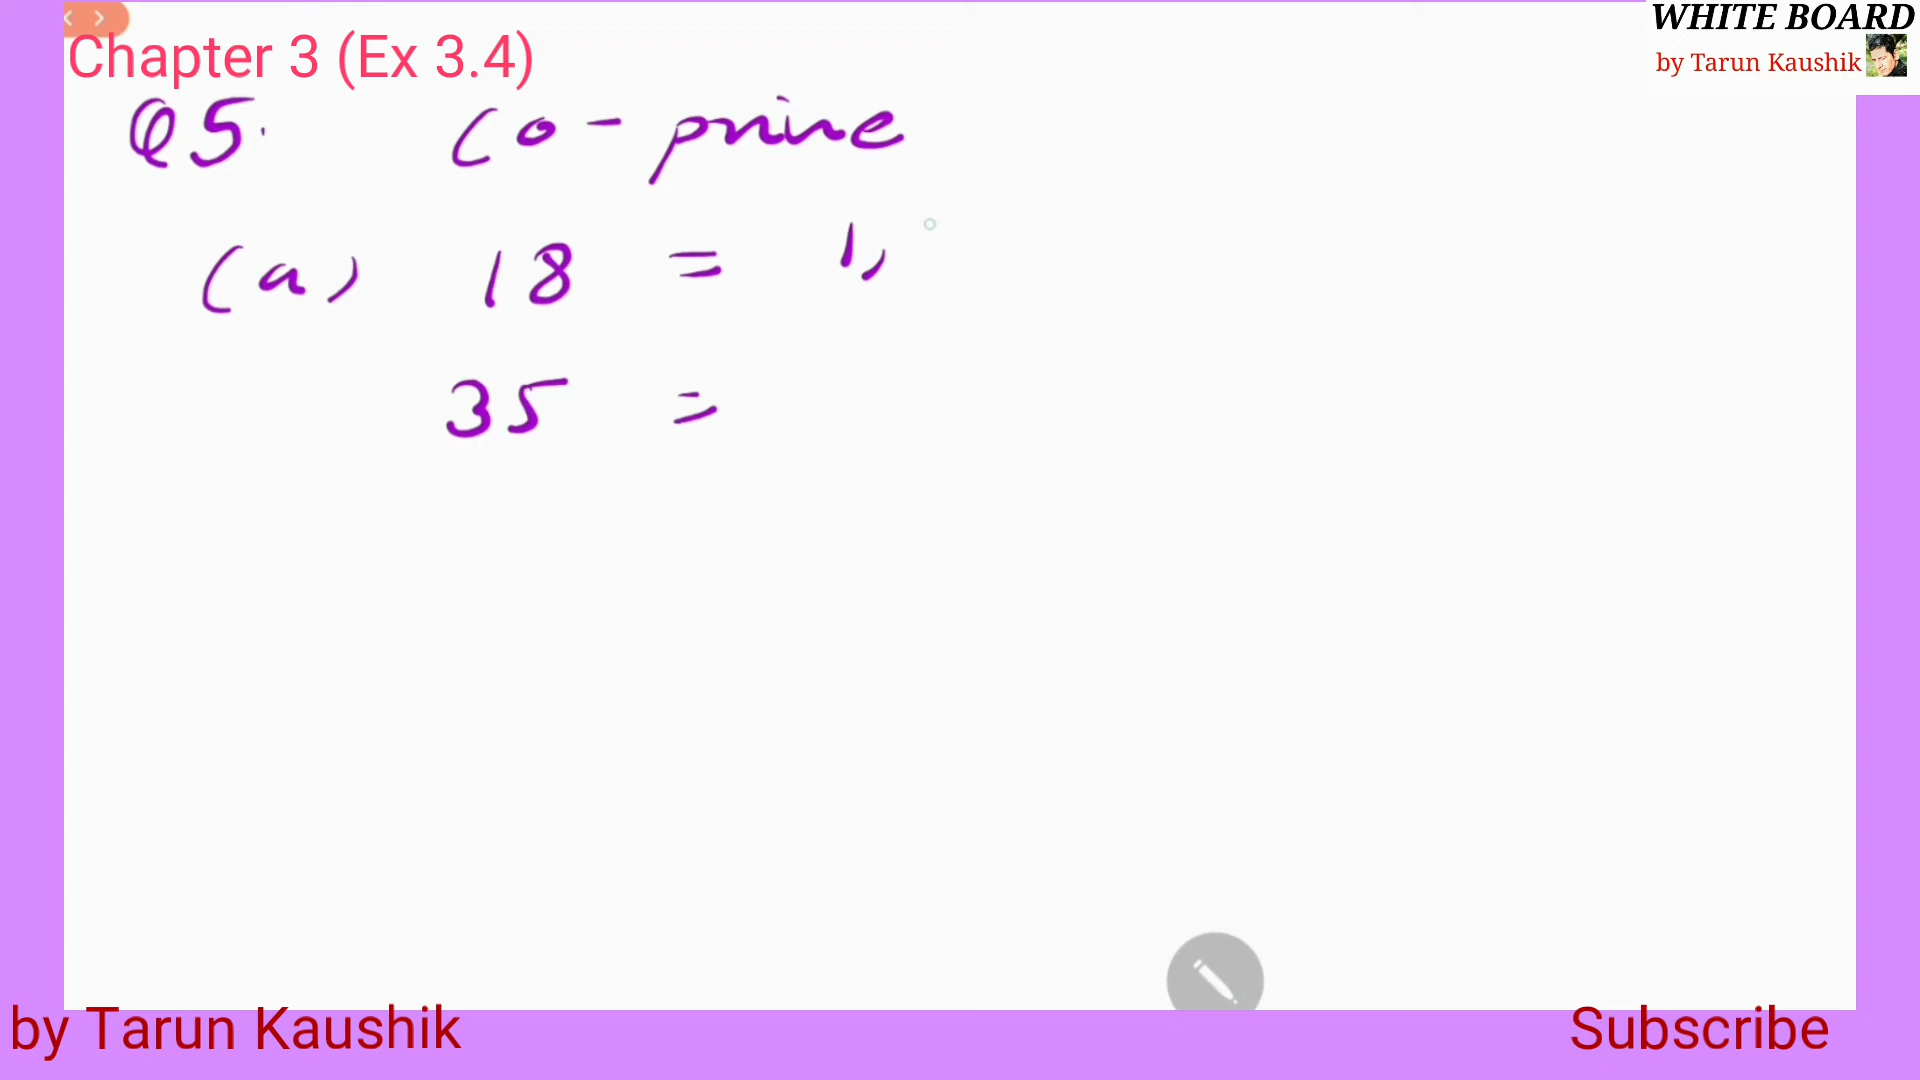 WHITE BOARD
by Tarun Kaushik
Chapter 3 (Ex 3.4)
Q5. Co-prime
(a) 18 = 1,
35 =
by Tarun Kaushik
Subscribe